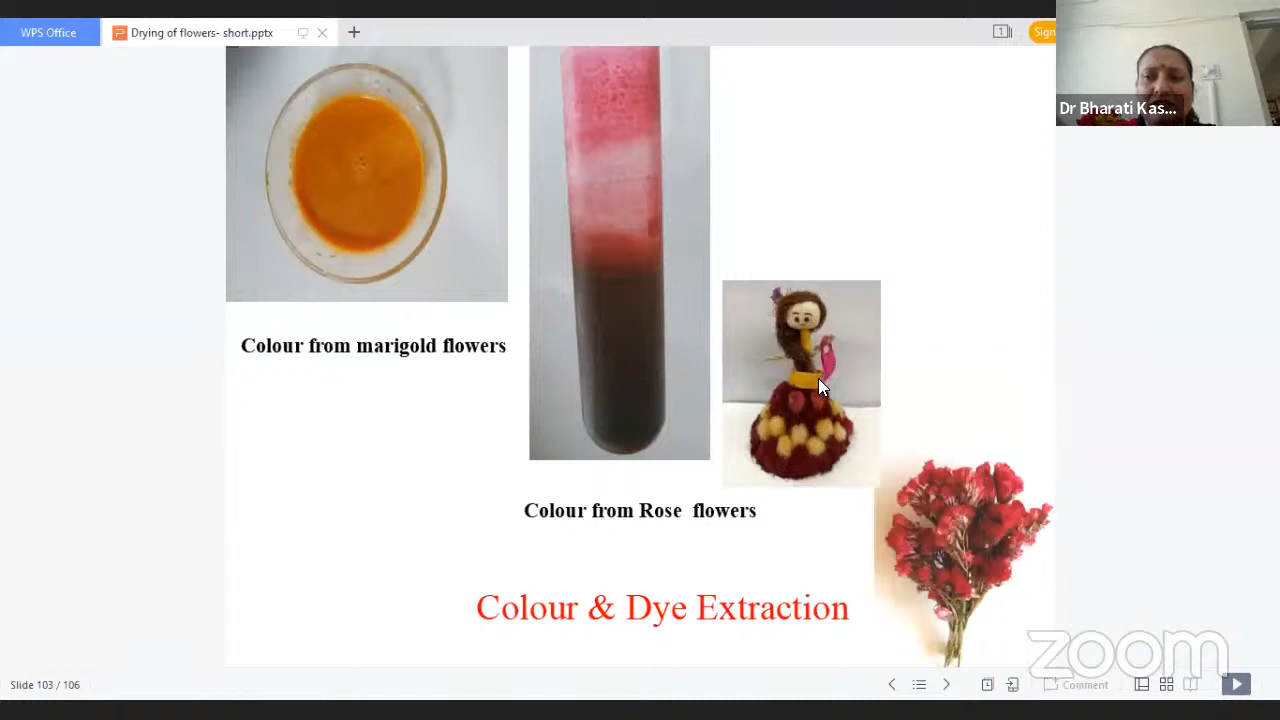 WPS Office
Drying of flowers- short.pptx
1
Sign
Dr Bharati Kas...
Colour from marigold flowers
Colour from Rose flowers
Colour & Dye Extraction
zoom
Slide 103 / 106
Comment